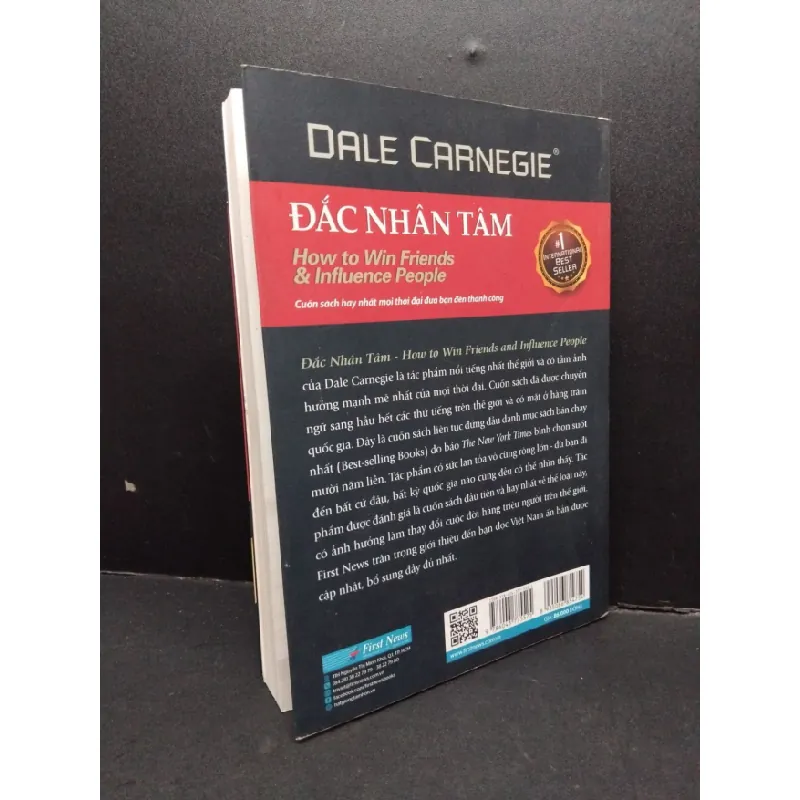 DALE CARNEGIE®
ĐẮC NHÂN TÂM
How to Win Friends
& Influence People
Cuốn sách hay nhất mọi thời đại đưa bạn đến thành công
#1
INTERNATIONAL
BEST
SELLER
Đắc Nhân Tâm - How to Win Friends and Influence People
của Dale Carnegie là tác phẩm nổi tiếng nhất thế giới và có tầm ảnh
hưởng mạnh mẽ nhất của mọi thời đại. Cuốn sách đã được chuyển
ngữ sang hầu hết các thứ tiếng trên thế giới và có mặt ở hàng trăm
quốc gia. Đây là cuốn sách liên tục đứng đầu danh mục sách bán chạy
nhất (Best-selling Books) do báo The New York Times bình chọn suốt
mười năm liền. Tác phẩm có sức lan tỏa vô cùng rộng lớn - dù bạn đi
đến bất cứ đâu, bất kỳ quốc gia nào cũng đều có thể nhìn thấy. Tác
phẩm được đánh giá là cuốn sách đầu tiên và hay nhất về thể loại này,
có ảnh hưởng làm thay đổi cuộc đời hàng triệu người trên thế giới.
First News trân trọng giới thiệu đến bạn đọc Việt Nam ấn bản được
cập nhật, bổ sung đầy đủ nhất.
First News
www.firstnews.com.vn
Giá: 86.000 đồng